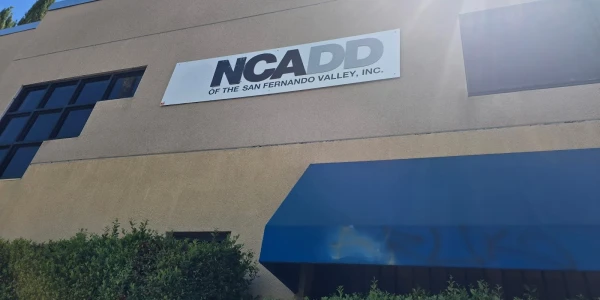 NCADD
OF THE SAN FERNANDO VALLEY, INC.